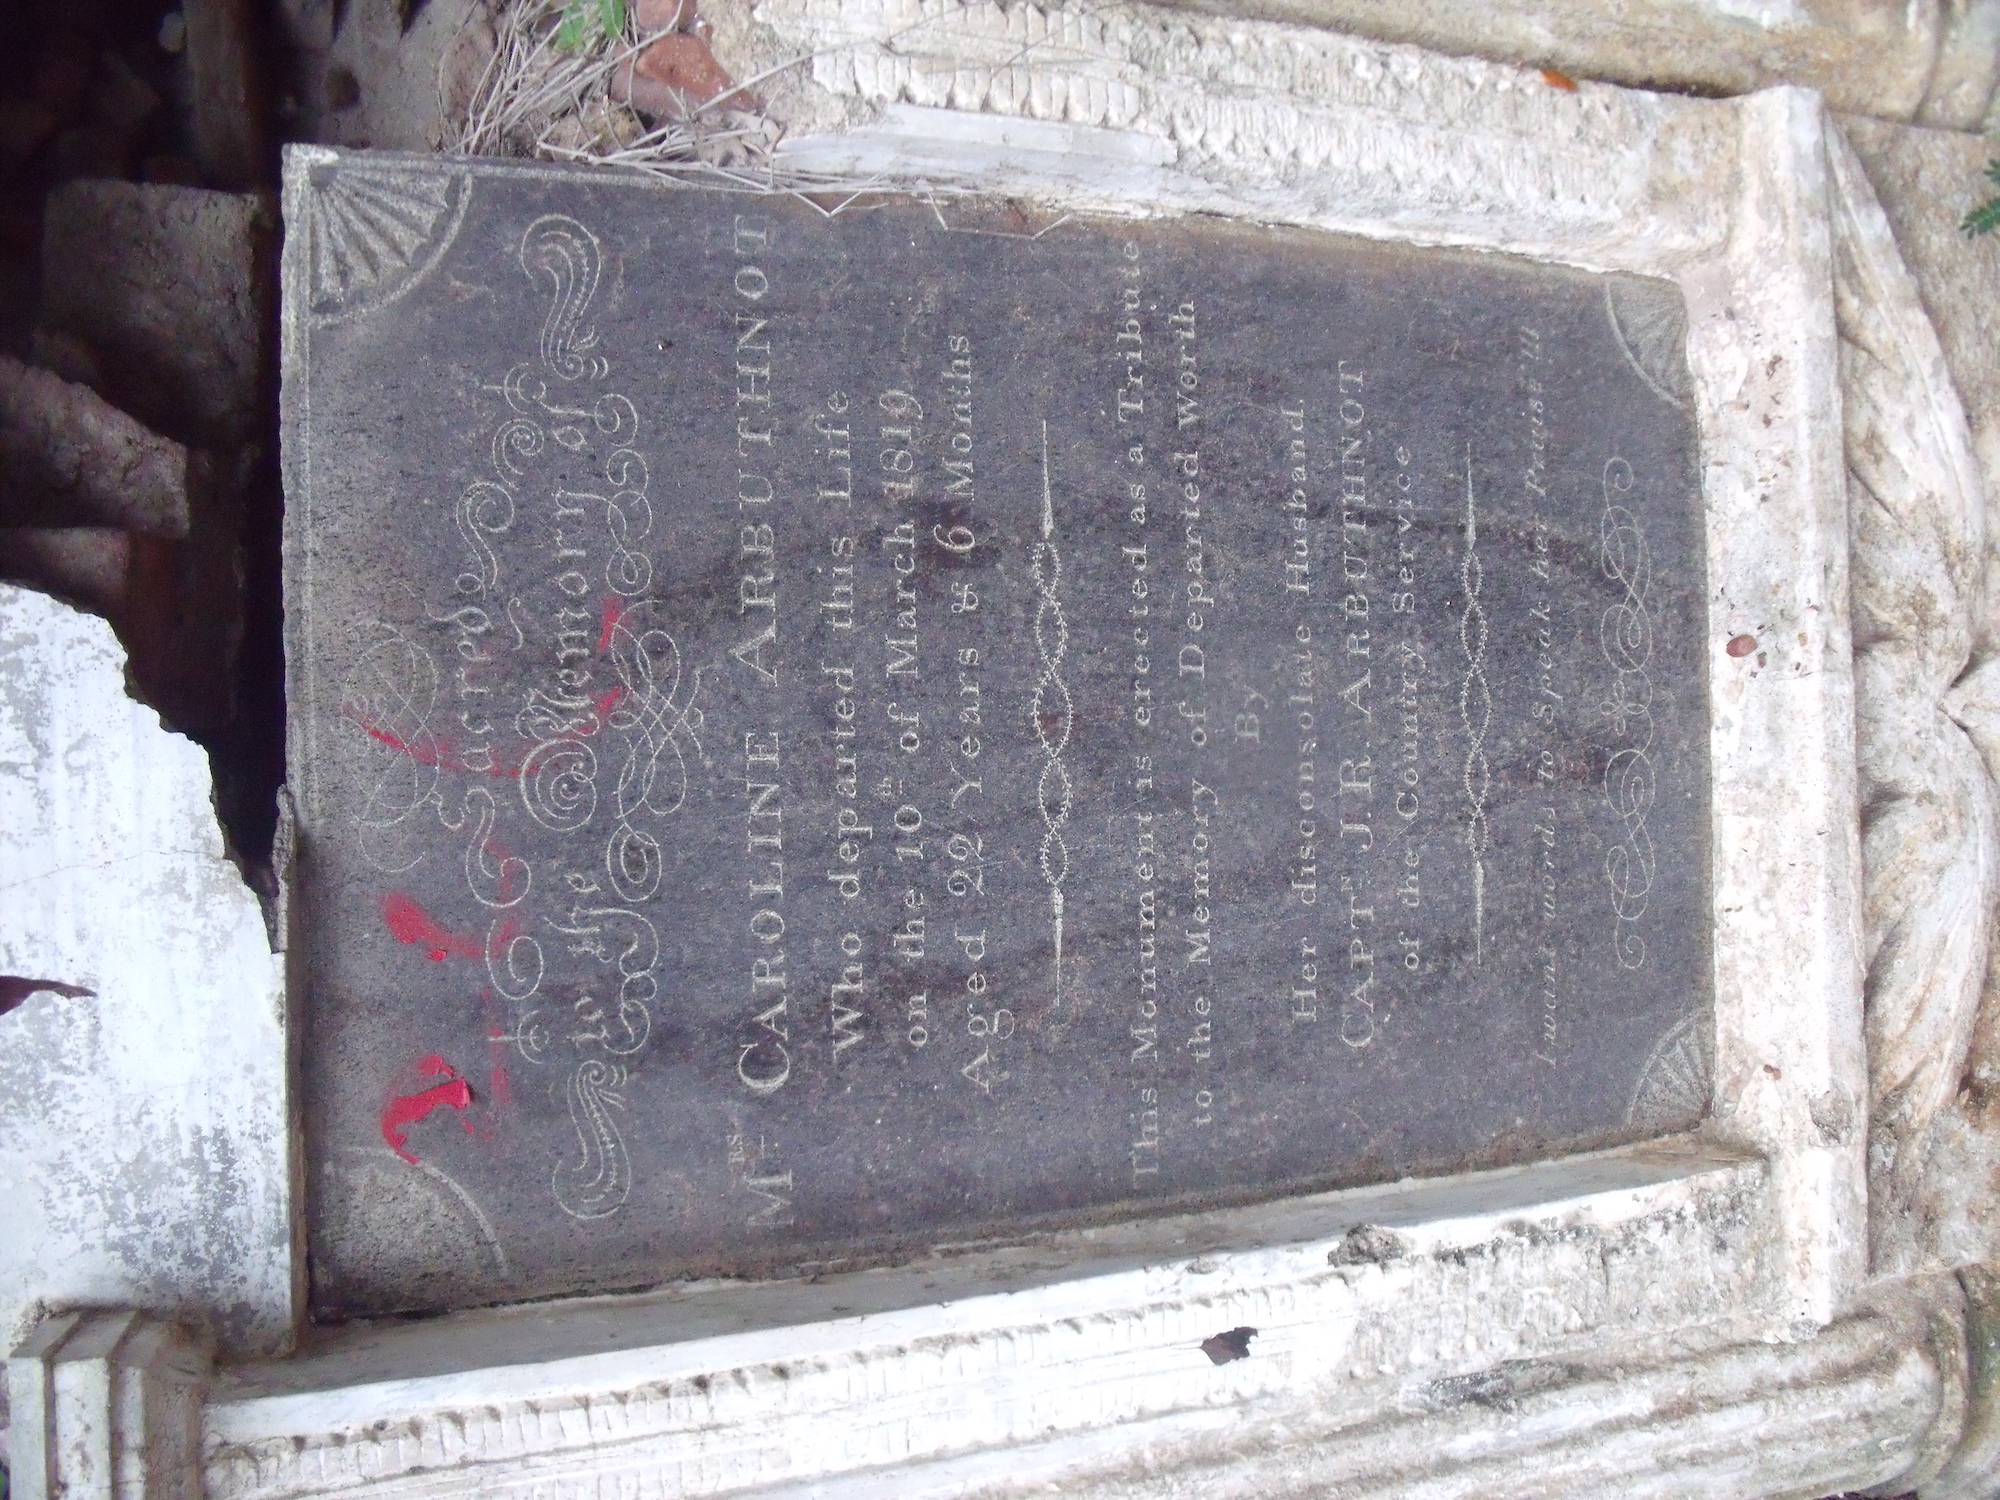 Sacred
to the Memory of
Mrs. CAROLINE ARBUTHNOT
Who departed this Life
on the 10th of March 1819
Aged 22 Years & 6 Months
This Monument is erected as a Tribute
to the Memory of Departed Worth
By
Her disconsolate Husband
CAPTN J.R. ARBUTHNOT
of the Country Service
I want words to Speak her Praise!!!